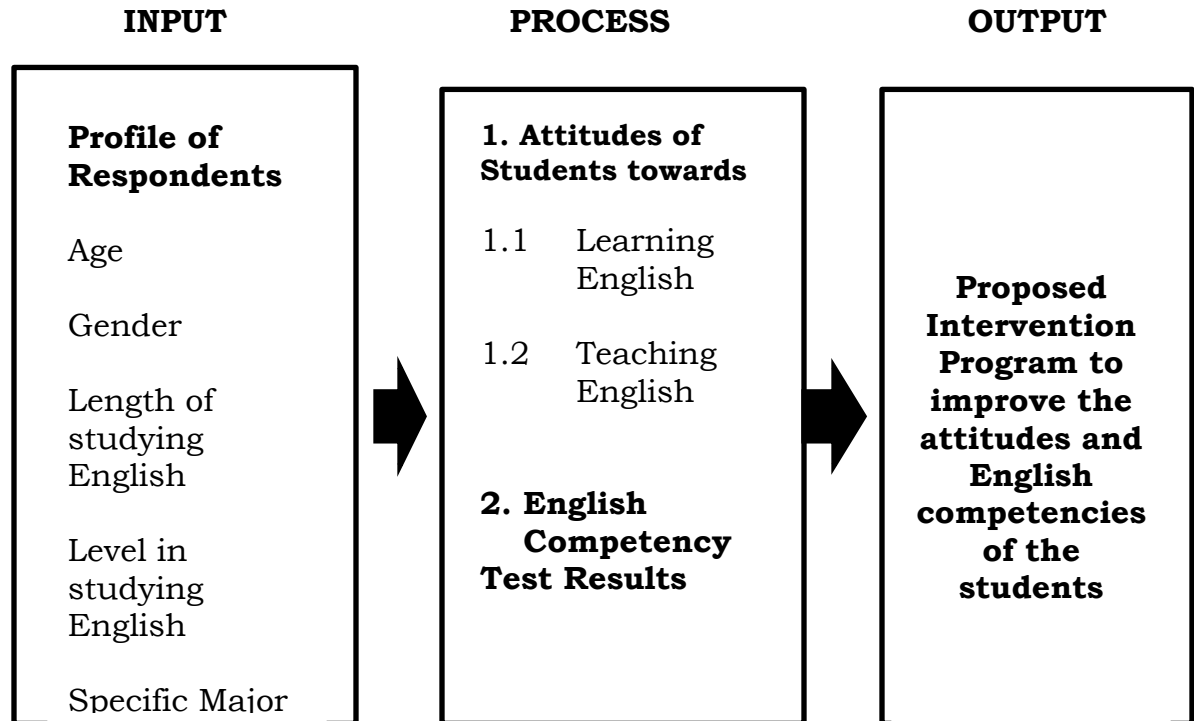 INPUT
PROCESS
OUTPUT
Profile of
Respondents
Age
Gender
Length of
studying
English
Level in
studying
English
Specific Major
1. Attitudes of
Students towards
1.1 Learning
English
1.2 Teaching
English
2. English
Competency
Test Results
Proposed
Intervention
Program to
improve the
attitudes and
English
competencies
of the
students